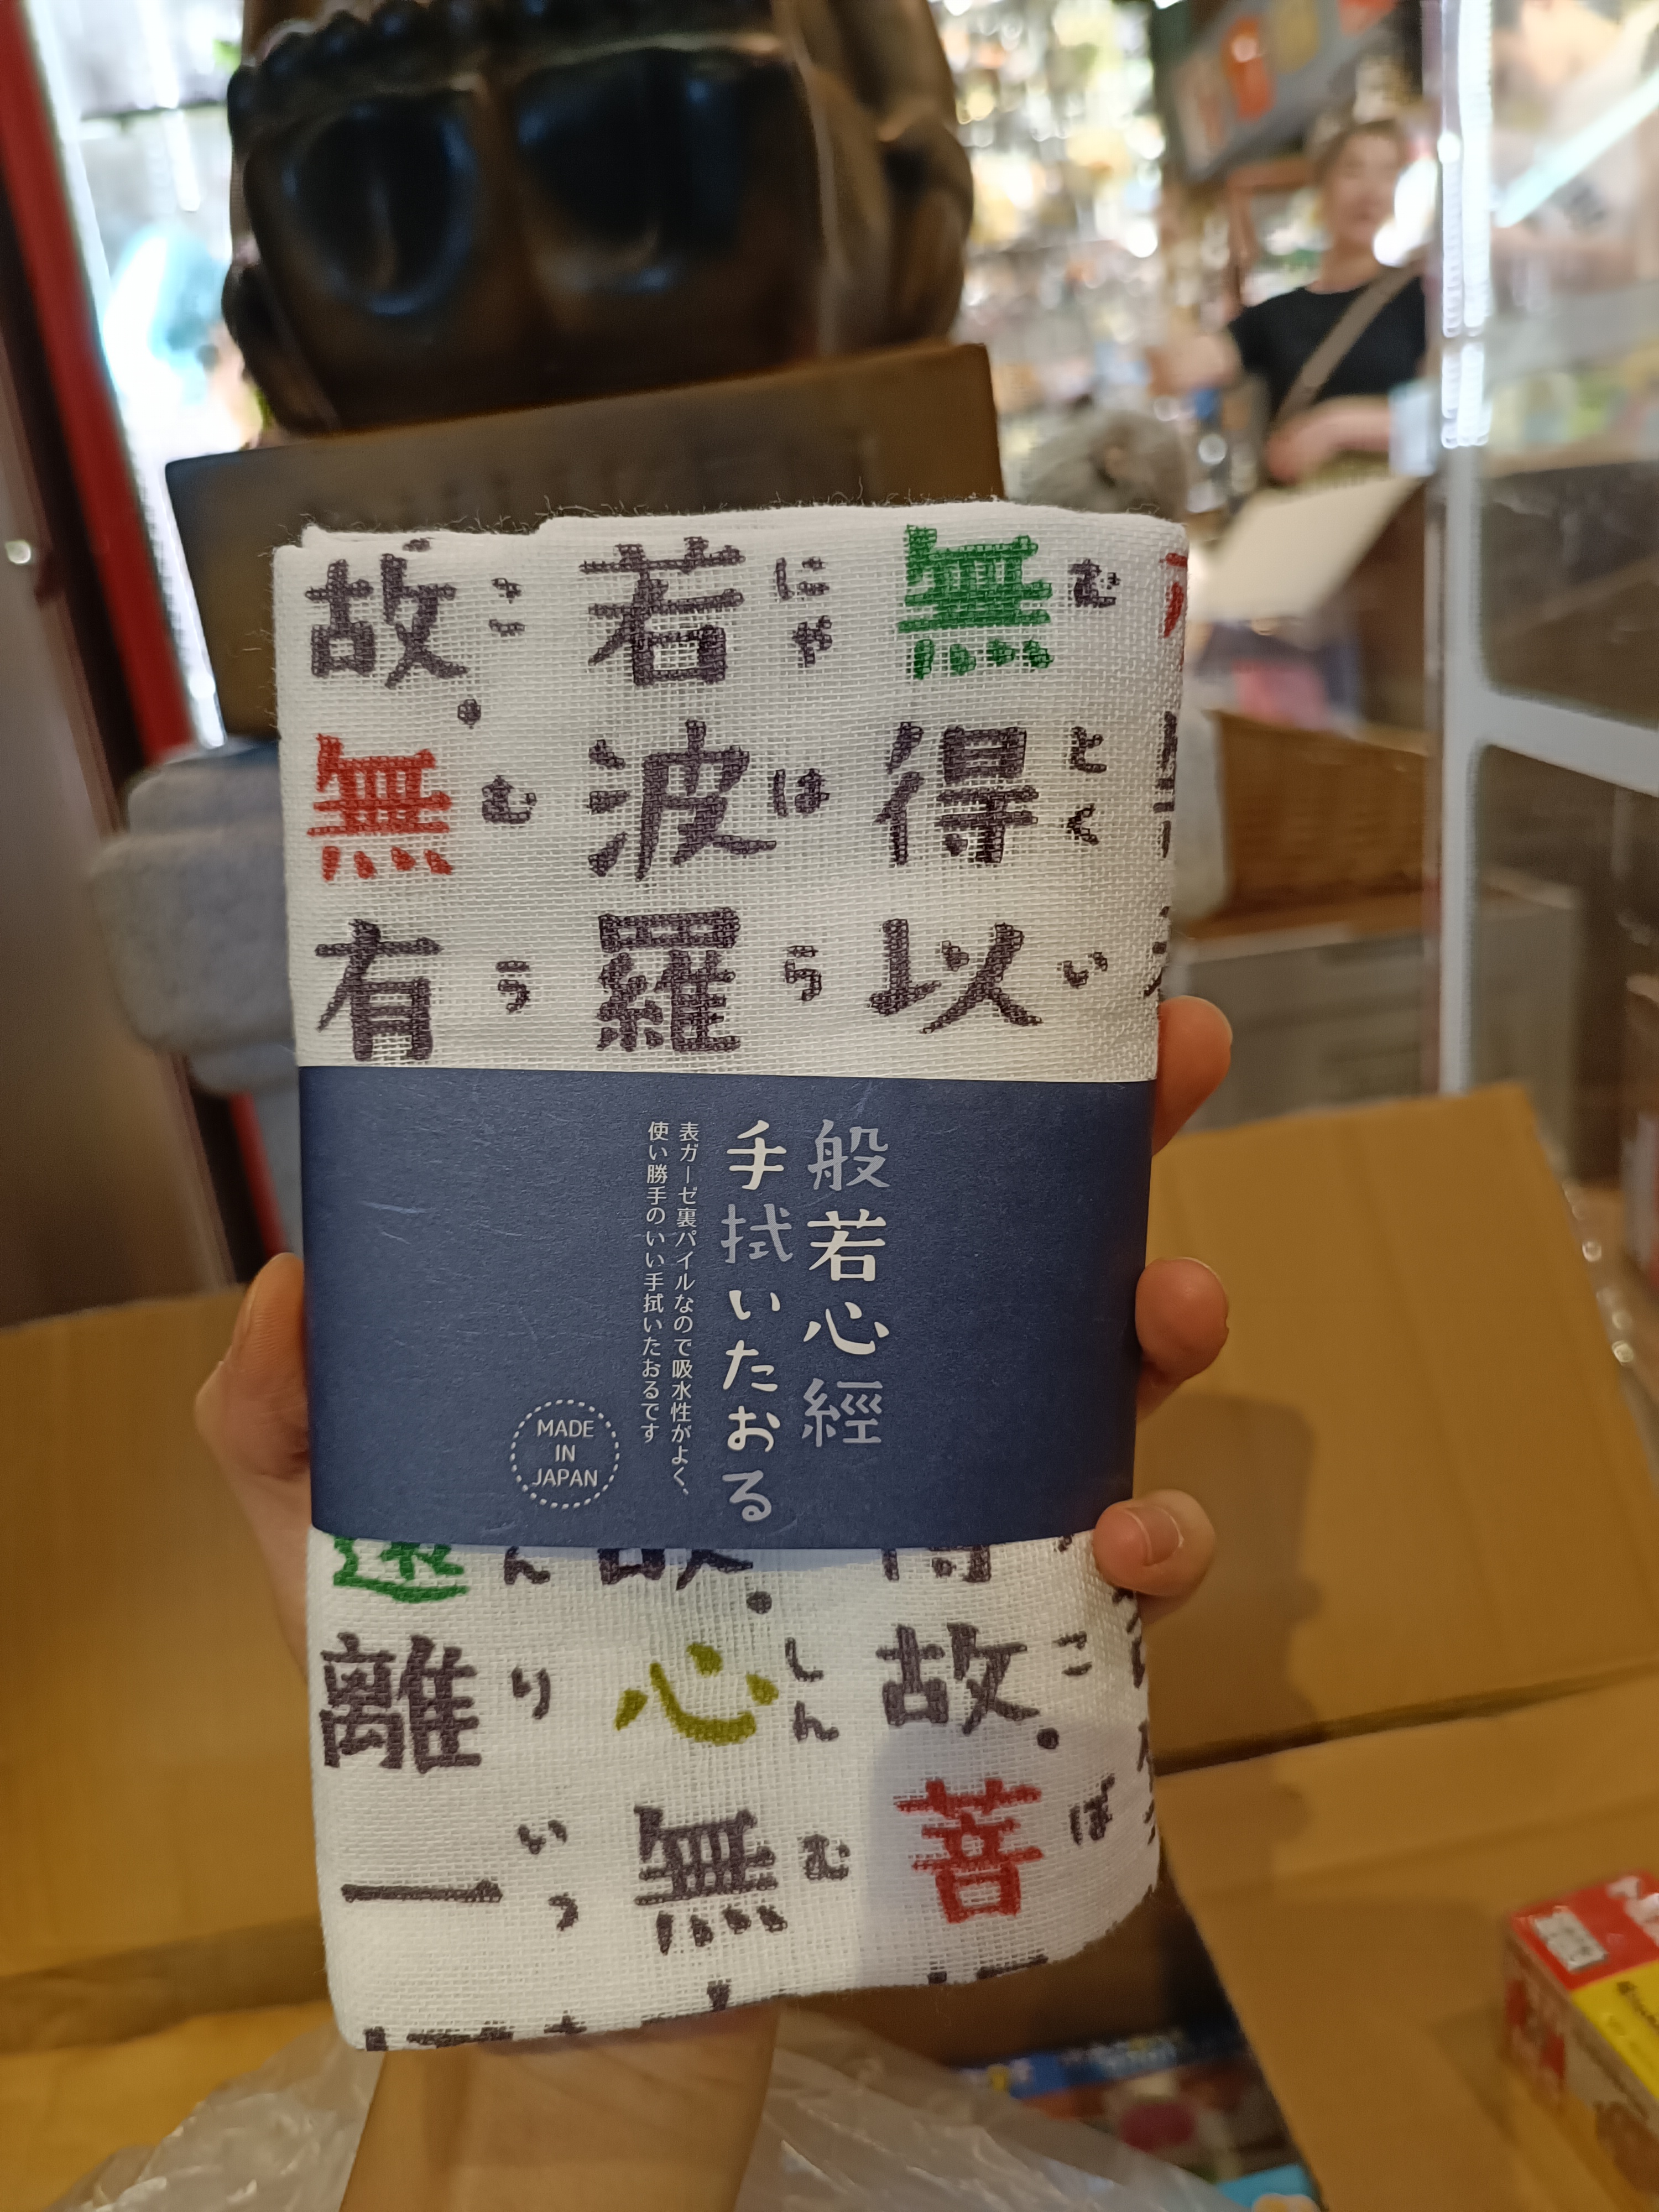 無得以
む
とく
い
故。菩
こ
ば
若波羅
にゃ
は
ら
心無
しん
む
故。無有
こ
む
う
離一
ん
り
いつ
般若心經
手拭いたおる
表ガーゼ裏パイルなので吸水性がよく、
使い勝手のいい手拭いたおるです
MADE
IN
JAPAN